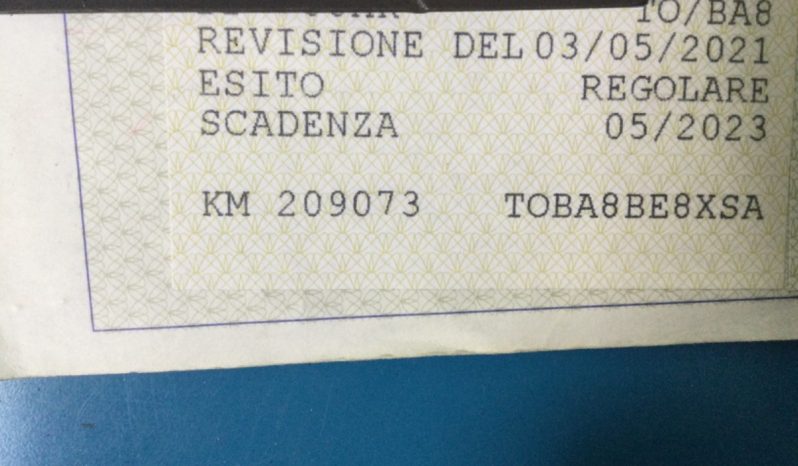 TO/BA8
REVISIONE DEL 03/05/2021
ESITO REGOLARE
SCADENZA 05/2023
KM 209073 TOBA8BE8XSA